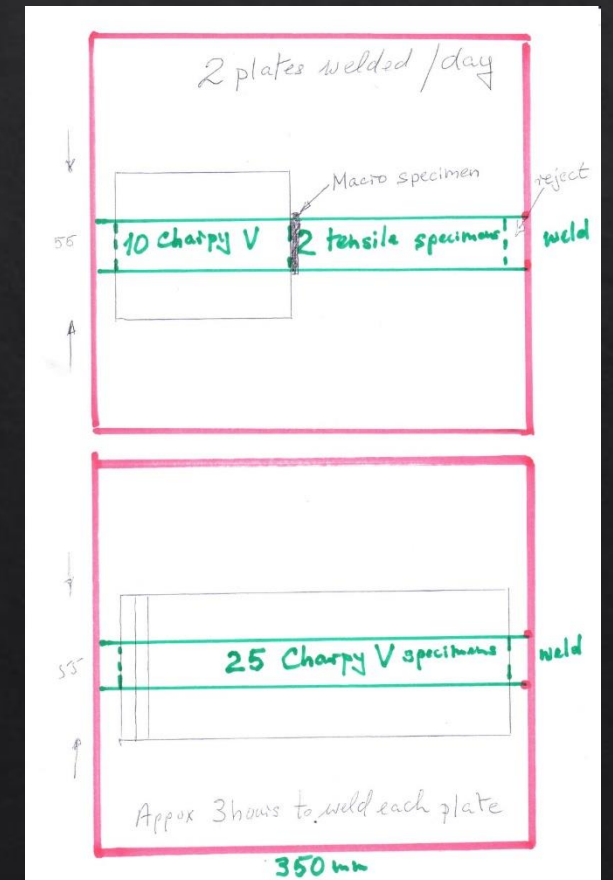 2 plates welded /day
Macro specimen
reject
55
10 Charpy V
2 tensile specimens
weld
55
25 Charpy V specimens
weld
Appox 3 hours to weld each plate
350 mm